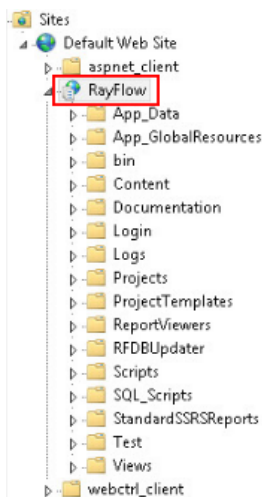 Sites
Default Web Site
aspnet_client
RayFlow
App_Data
App_GlobalResources
bin
Content
Documentation
Login
Logs
Projects
ProjectTemplates
ReportViewers
RFDBUpdater
Scripts
SQL_Scripts
StandardSSRSReports
Test
Views
webctrl_client